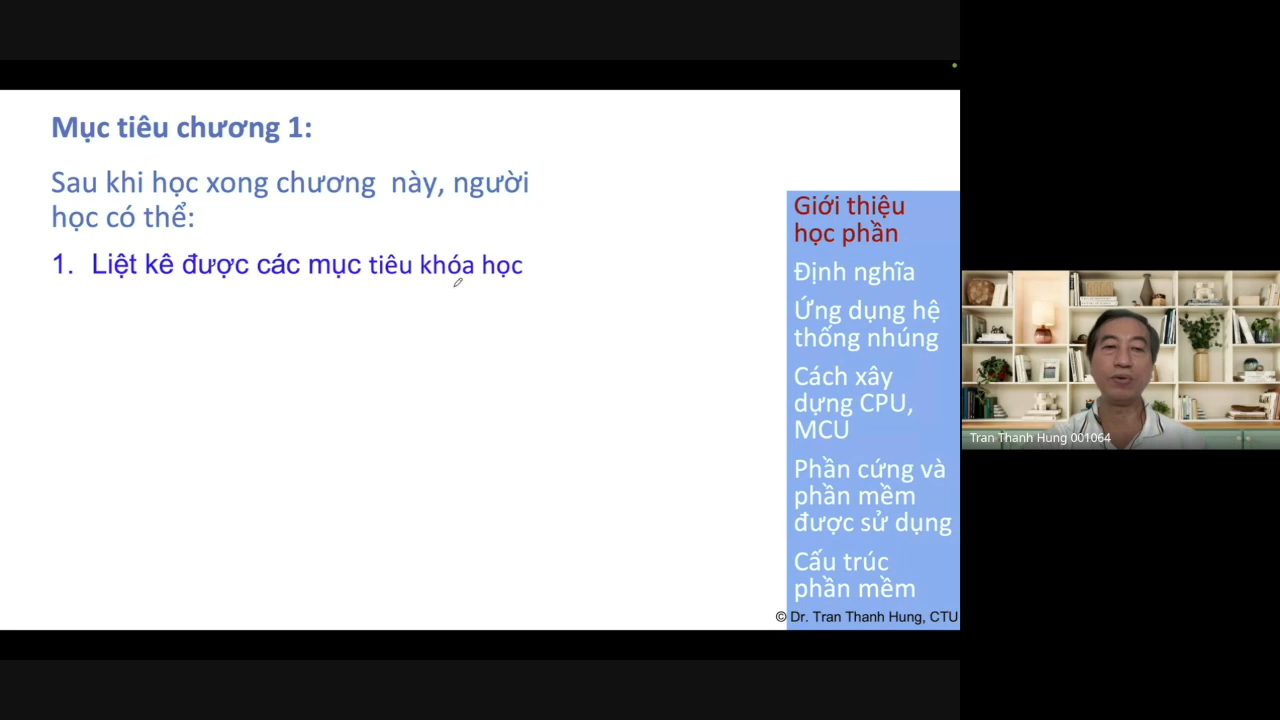 Mục tiêu chương 1:
Sau khi học xong chương này, người
học có thể:
1. Liệt kê được các mục tiêu khóa học
Giới thiệu
học phần
Định nghĩa
Ứng dụng hệ
thống nhúng
Cách xây
dựng CPU,
MCU
Phần cứng và
phần mềm
được sử dụng
Cấu trúc
phần mềm
© Dr. Tran Thanh Hung, CTU
Tran Thanh Hung 001064